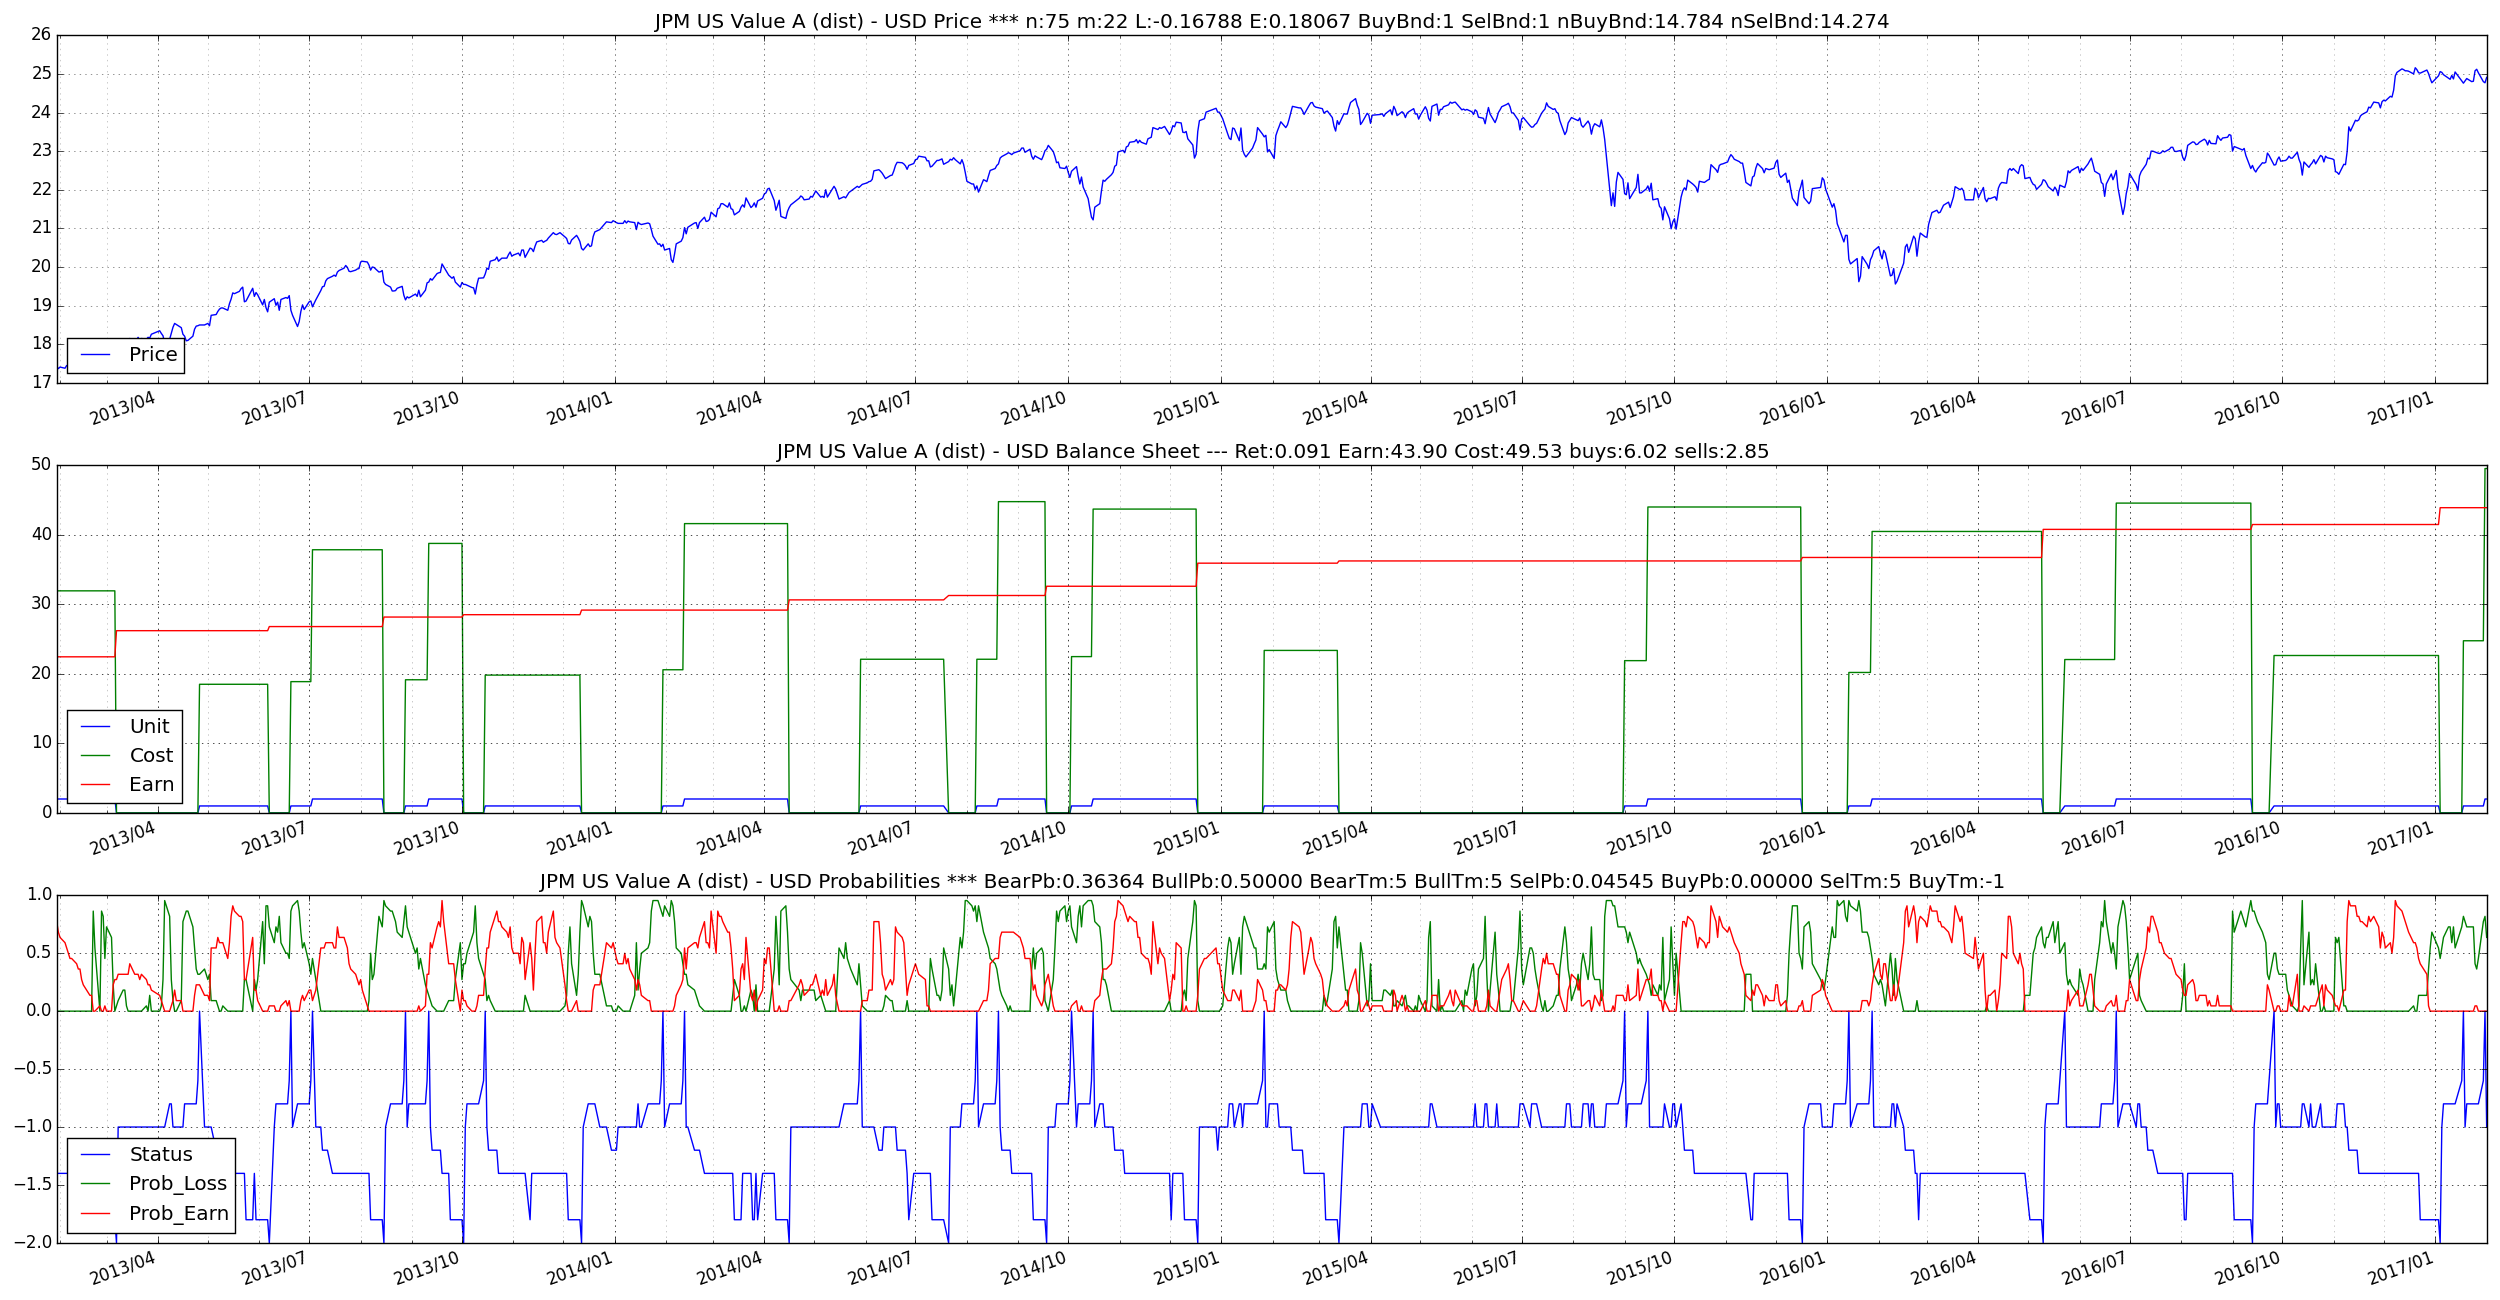 JPM US Value A (dist) - USD Price *** n:75 m:22 L:-0.16788 E:0.18067 BuyBnd:1 SelBnd:1 nBuyBnd:14.784 nSelBnd:14.274
26
25
24
23
22
21
20
19
18
17
Price
2013/04 2013/07 2013/10 2014/01 2014/04 2014/07 2014/10 2015/01 2015/04 2015/07 2015/10 2016/01 2016/04 2016/07 2016/10 2017/01
JPM US Value A (dist) - USD Balance Sheet --- Ret:0.091 Earn:43.90 Cost:49.53 buys:6.02 sells:2.85
50
40
30
20
10
0
Unit
Cost
Earn
2013/04 2013/07 2013/10 2014/01 2014/04 2014/07 2014/10 2015/01 2015/04 2015/07 2015/10 2016/01 2016/04 2016/07 2016/10 2017/01
JPM US Value A (dist) - USD Probabilities *** BearPb:0.36364 BullPb:0.50000 BearTm:5 BullTm:5 SelPb:0.04545 BuyPb:0.00000 SelTm:5 BuyTm:-1
1.0
0.5
0.0
−0.5
−1.0
−1.5
−2.0
Status
Prob_Loss
Prob_Earn
2013/04 2013/07 2013/10 2014/01 2014/04 2014/07 2014/10 2015/01 2015/04 2015/07 2015/10 2016/01 2016/04 2016/07 2016/10 2017/01